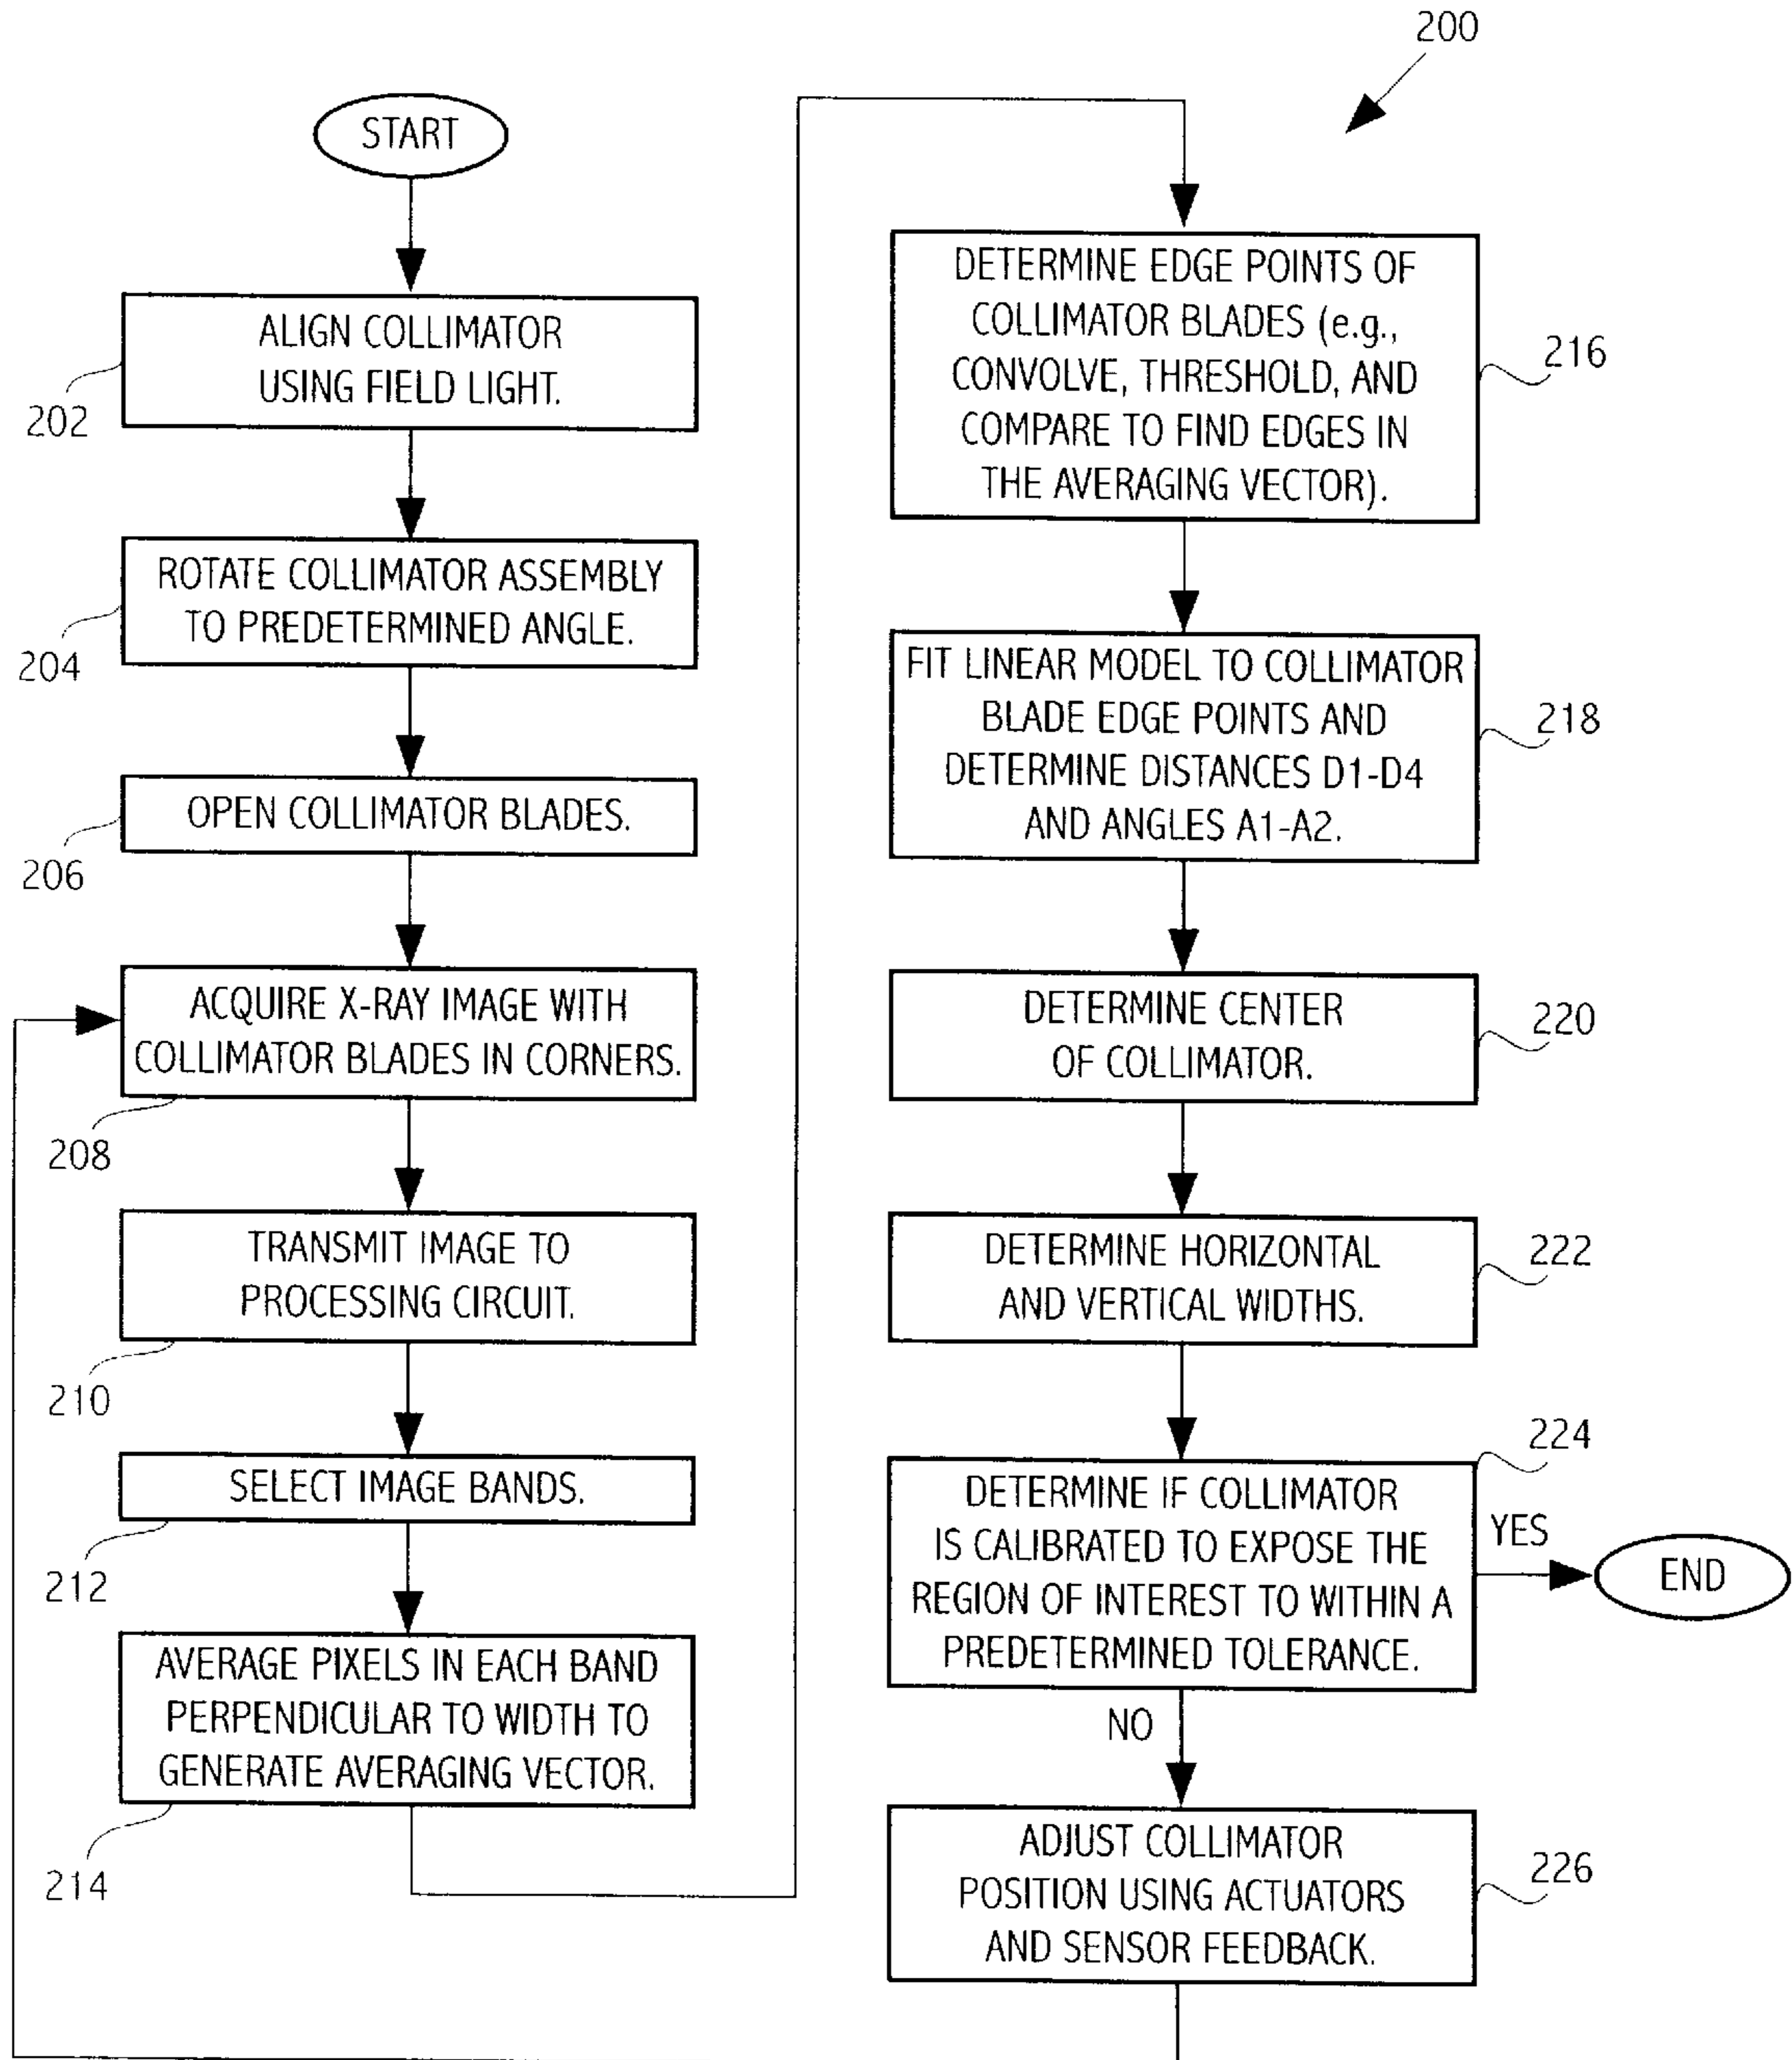 200
START
ALIGN COLLIMATOR
USING FIELD LIGHT.
202
ROTATE COLLIMATOR ASSEMBLY
TO PREDETERMINED ANGLE.
204
OPEN COLLIMATOR BLADES.
206
ACQUIRE X-RAY IMAGE WITH
COLLIMATOR BLADES IN CORNERS.
208
TRANSMIT IMAGE TO
PROCESSING CIRCUIT.
210
SELECT IMAGE BANDS.
212
AVERAGE PIXELS IN EACH BAND
PERPENDICULAR TO WIDTH TO
GENERATE AVERAGING VECTOR.
214
DETERMINE EDGE POINTS OF
COLLIMATOR BLADES (e.g.,
CONVOLVE, THRESHOLD, AND
COMPARE TO FIND EDGES IN
THE AVERAGING VECTOR).
216
FIT LINEAR MODEL TO COLLIMATOR
BLADE EDGE POINTS AND
DETERMINE DISTANCES D1-D4
AND ANGLES A1-A2.
218
DETERMINE CENTER
OF COLLIMATOR.
220
DETERMINE HORIZONTAL
AND VERTICAL WIDTHS.
222
224
DETERMINE IF COLLIMATOR
IS CALIBRATED TO EXPOSE THE
REGION OF INTEREST TO WITHIN A
PREDETERMINED TOLERANCE.
YES
END
NO
ADJUST COLLIMATOR
POSITION USING ACTUATORS
AND SENSOR FEEDBACK.
226